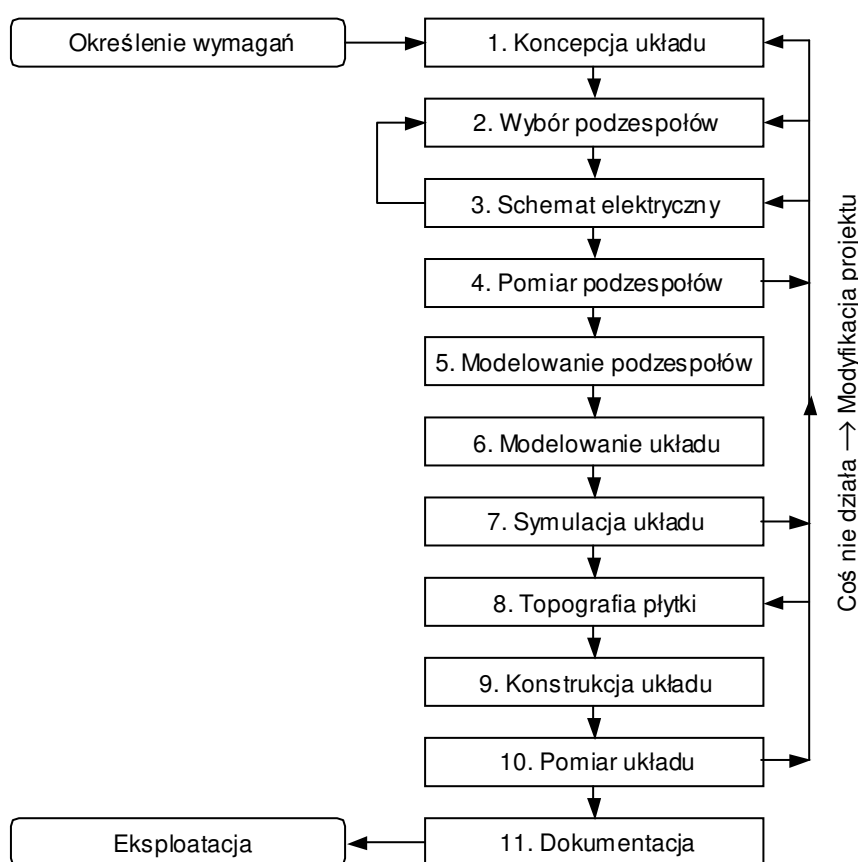 Określenie wymagań
1. Koncepcja układu
2. Wybór podzespołów
3. Schemat elektryczny
4. Pomiar podzespołów
5. Modelowanie podzespołów
6. Modelowanie układu
7. Symulacja układu
8. Topografia płytki
9. Konstrukcja układu
10. Pomiar układu
Eksploatacja
11. Dokumentacja
Coś nie działa → Modyfikacja projektu